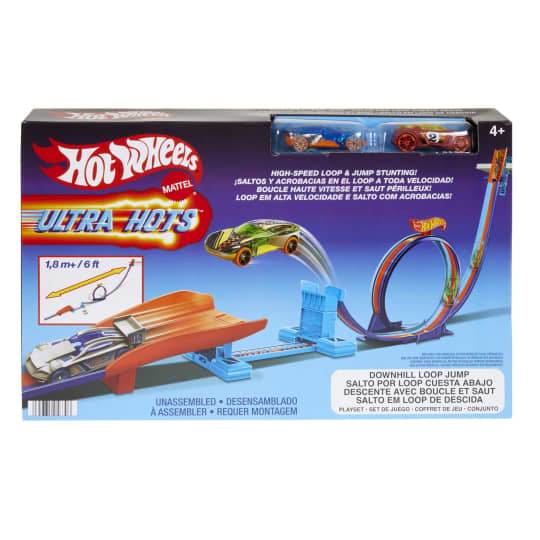 Hot Wheels
MATTEL
ULTRA HOTS™
4+
HIGH-SPEED LOOP & JUMP STUNTING!
¡SALTOS Y ACROBACIAS EN EL LOOP A TODA VELOCIDAD!
BOUCLE HAUTE VITESSE ET SAUT PÉRILLEUX!
LOOP EM ALTA VELOCIDADE E SALTO COM ACROBACIAS!
1,8 m+ / 6 ft
Hot Wheels
UNASSEMBLED • DESENSAMBLADO
À ASSEMBLER • REQUER MONTAGEM
DOWNHILL LOOP JUMP
SALTO POR LOOP CUESTA ABAJO
DESCENTE AVEC BOUCLE ET SAUT
SALTO EM LOOP DE DESCIDA
PLAYSET • SET DE JUEGO • COFFRET DE JEU • CONJUNTO